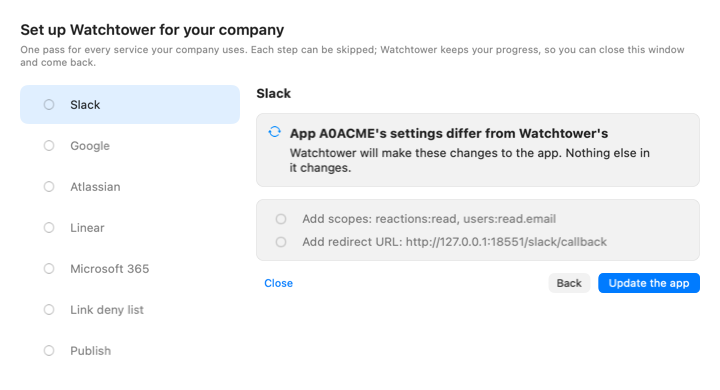 Set up Watchtower for your company
One pass for every service your company uses. Each step can be skipped; Watchtower keeps your progress, so you can close this window
and come back.
Slack
Google
Atlassian
Linear
Microsoft 365
Link deny list
Publish
Slack
App A0ACME's settings differ from Watchtower's
Watchtower will make these changes to the app. Nothing else in
it changes.
Add scopes: reactions:read, users:read.email
Add redirect URL: http://127.0.0.1:18551/slack/callback
Close
Back
Update the app